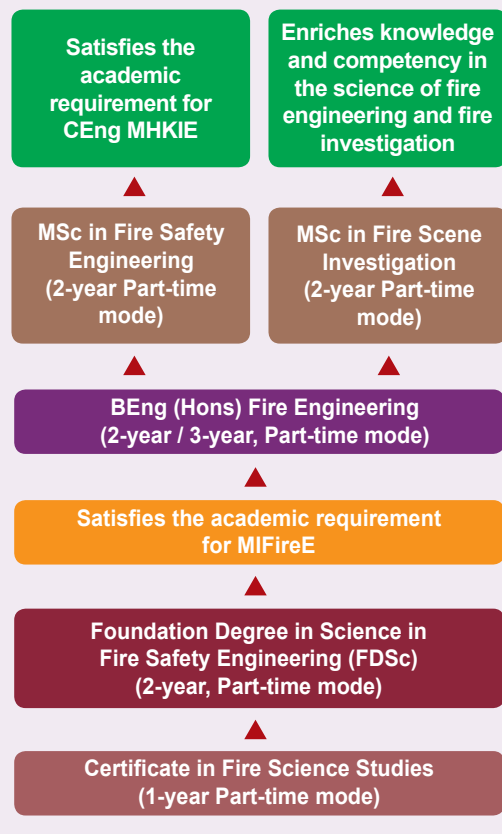 Satisfies the
academic
requirement for
CEng MHKIE
Enriches knowledge
and competency in
the science of fire
engineering and fire
investigation
MSc in Fire Safety
Engineering
(2-year Part-time
mode)
MSc in Fire Scene
Investigation
(2-year Part-time
mode)
BEng (Hons) Fire Engineering
(2-year / 3-year, Part-time mode)
Satisfies the academic requirement
for MIFireE
Foundation Degree in Science in
Fire Safety Engineering (FDSc)
(2-year, Part-time mode)
Certificate in Fire Science Studies
(1-year Part-time mode)